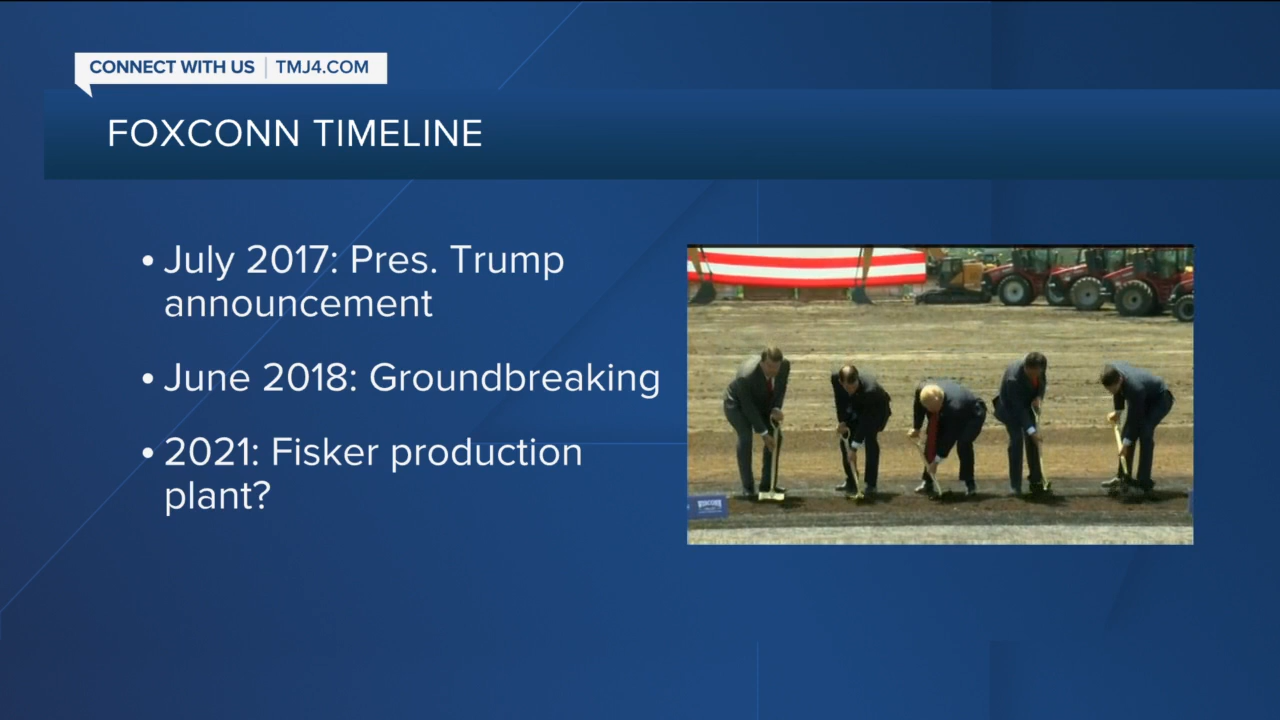 CONNECT WITH US | TMJ4.COM
FOXCONN TIMELINE
• July 2017: Pres. Trump
announcement
• June 2018: Groundbreaking
• 2021: Fisker production
plant?
FOXCONN